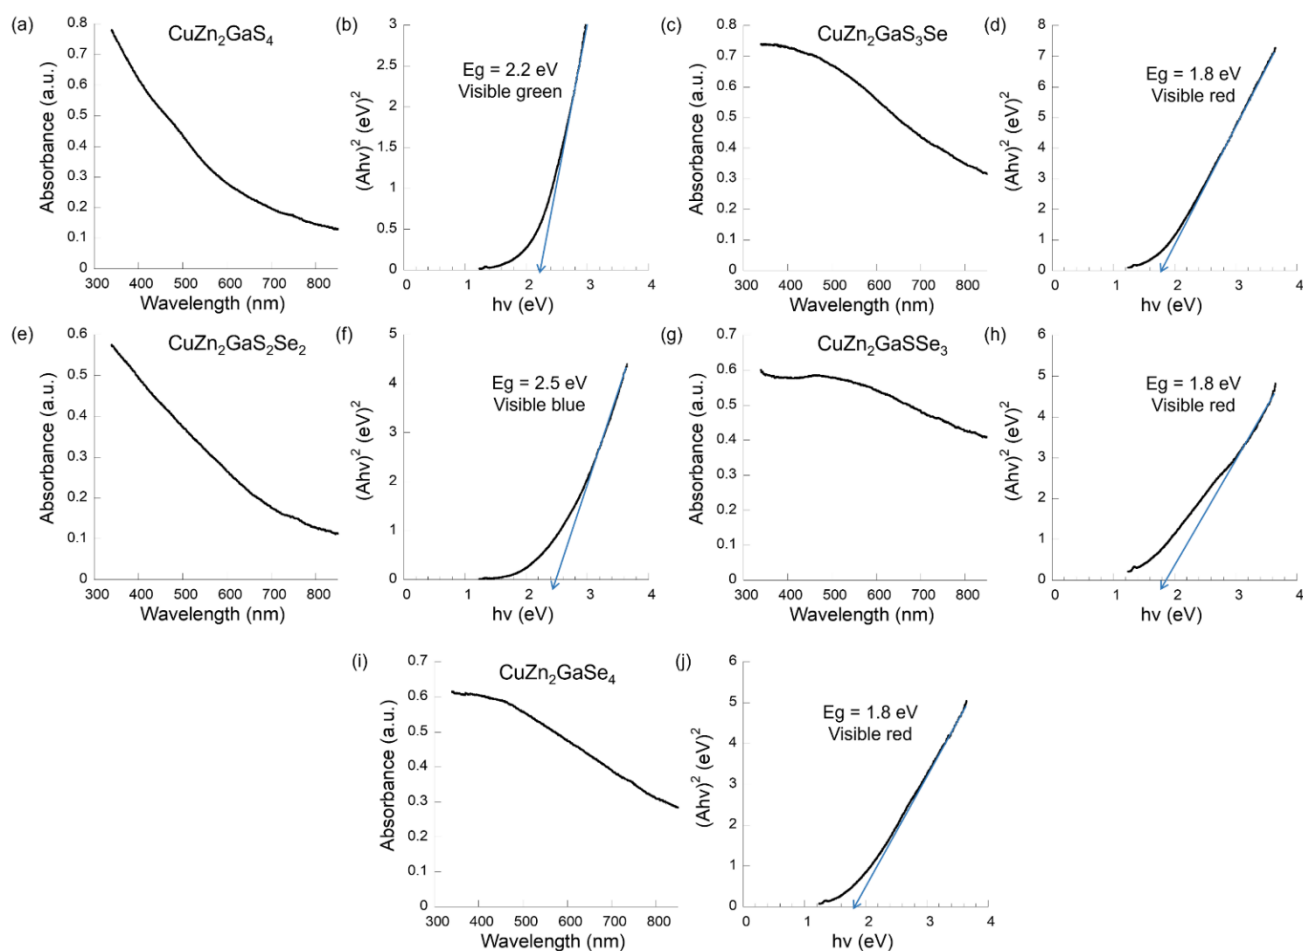 (a)
CuZn₂GaS₄
Absorbance (a.u.)
0.8
0.7
0.6
0.5
0.4
0.3
0.2
0.1
0
300 400 500 600 700 800
Wavelength (nm)
(b)
Eg = 2.2 eV
Visible green
(Ahv)² (eV)²
3
2.5
2
1.5
1
0.5
0
0 1 2 3 4
hv (eV)
(c)
CuZn₂GaS₃Se
Absorbance (a.u.)
0.8
0.7
0.6
0.5
0.4
0.3
0.2
0.1
0
300 400 500 600 700 800
Wavelength (nm)
(d)
Eg = 1.8 eV
Visible red
(Ahv)² (eV)²
8
7
6
5
4
3
2
1
0
0 1 2 3 4
hv (eV)
(e)
CuZn₂GaS₂Se₂
Absorbance (a.u.)
0.6
0.5
0.4
0.3
0.2
0.1
0
300 400 500 600 700 800
Wavelength (nm)
(f)
Eg = 2.5 eV
Visible blue
(Ahv)² (eV)²
5
4
3
2
1
0
0 1 2 3 4
hv (eV)
(g)
CuZn₂GaSSe₃
Absorbance (a.u.)
0.7
0.6
0.5
0.4
0.3
0.2
0.1
0
300 400 500 600 700 800
Wavelength (nm)
(h)
Eg = 1.8 eV
Visible red
(Ahv)² (eV)²
6
5
4
3
2
1
0
0 1 2 3 4
hv (eV)
(i)
CuZn₂GaSe₄
Absorbance (a.u.)
0.7
0.6
0.5
0.4
0.3
0.2
0.1
0
300 400 500 600 700 800
Wavelength (nm)
(j)
Eg = 1.8 eV
Visible red
(Ahv)² (eV)²
6
5
4
3
2
1
0
0 1 2 3 4
hv (eV)